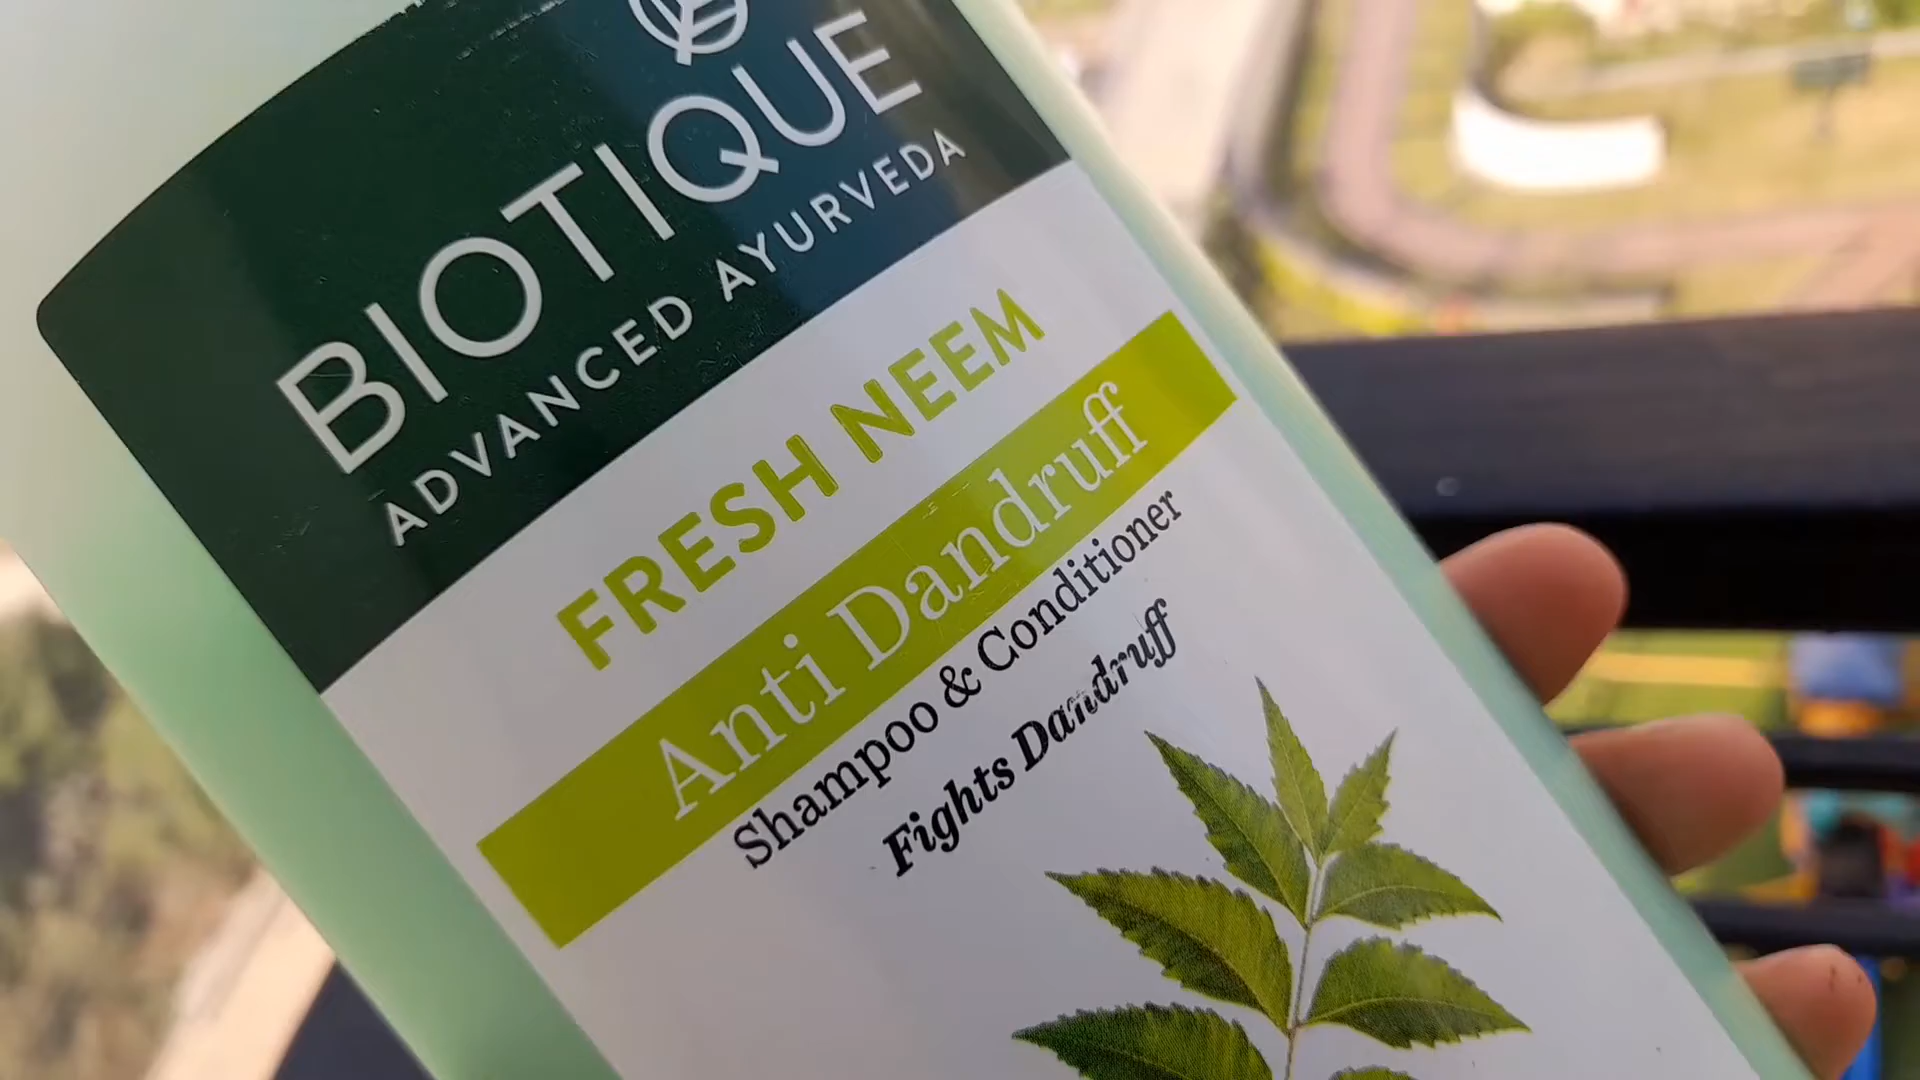 BIOTIQUE
ADVANCED AYURVEDA
FRESH NEEM
Anti Dandruff
Shampoo & Conditioner
Fights Dandruff